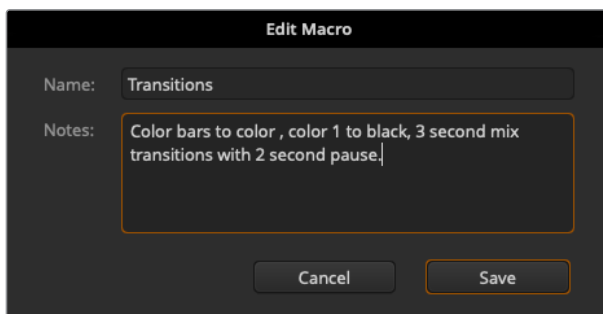 Edit Macro
Name: Transitions
Notes: Color bars to color , color 1 to black, 3 second mix
transitions with 2 second pause.
Cancel Save